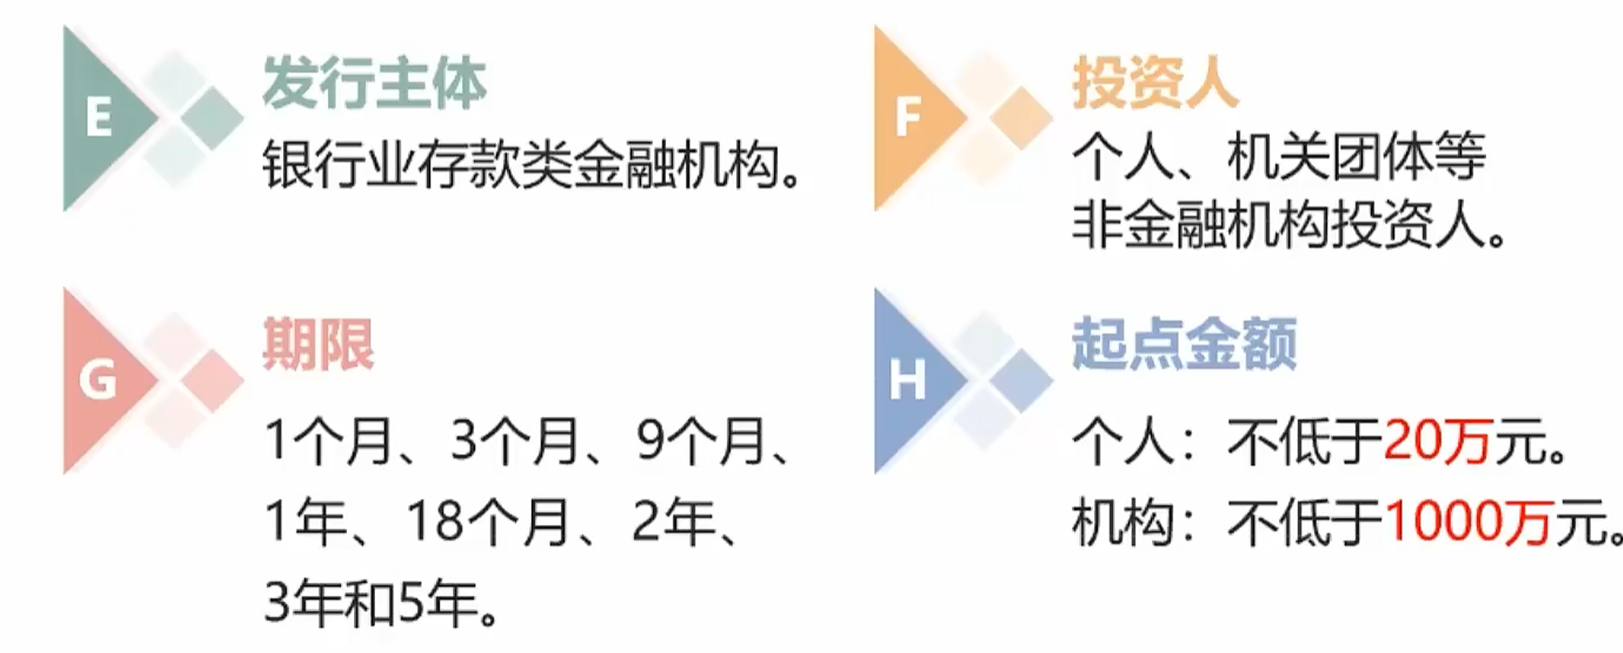 E
发行主体
银行业存款类金融机构。
F
投资人
个人、机关团体等
非金融机构投资人。
G
期限
1个月、3个月、9个月、
1年、18个月、2年、
3年和5年。
H
起点金额
个人：不低于20万元。
机构：不低于1000万元。